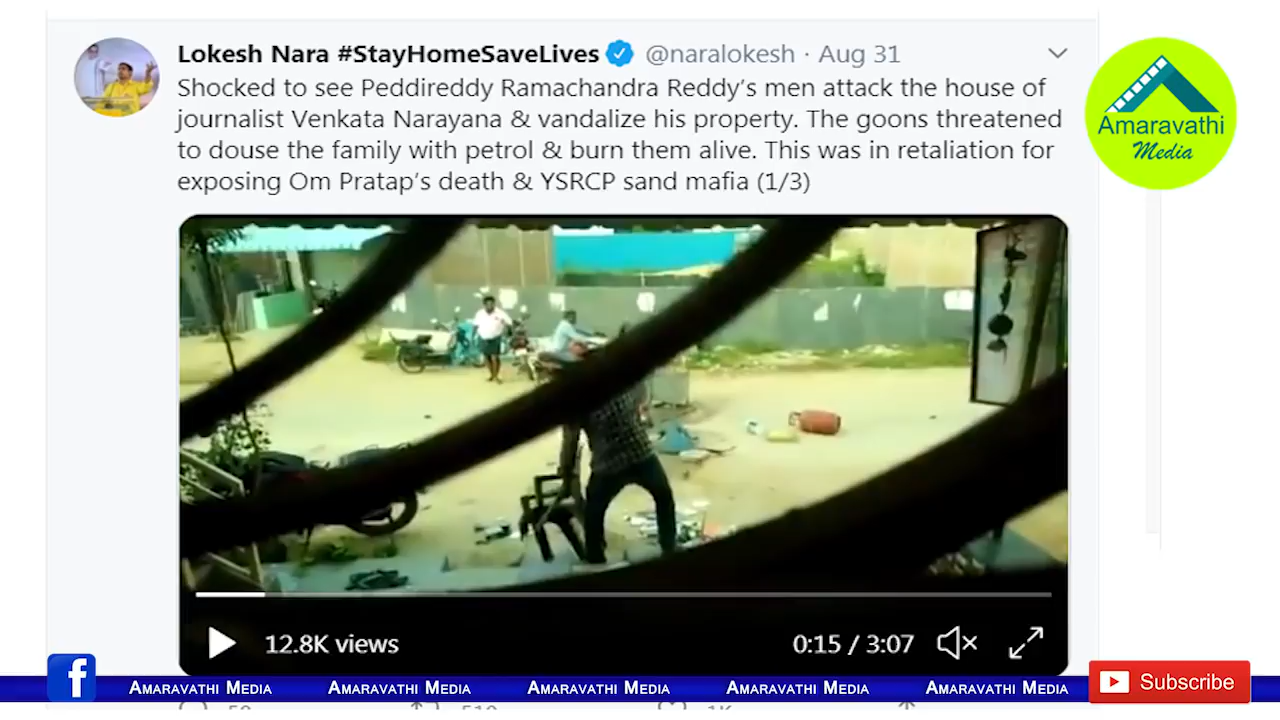 Lokesh Nara #StayHomeSaveLives @naralokesh · Aug 31
Shocked to see Peddireddy Ramachandra Reddy's men attack the house of
journalist Venkata Narayana & vandalize his property. The goons threatened
to douse the family with petrol & burn them alive. This was in retaliation for
exposing Om Pratap's death & YSRCP sand mafia (1/3)
Amaravathi
Media
12.8K views
0:15 / 3:07
f
Amaravathi Media Amaravathi Media Amaravathi Media Amaravathi Media Amaravathi Media
Subscribe